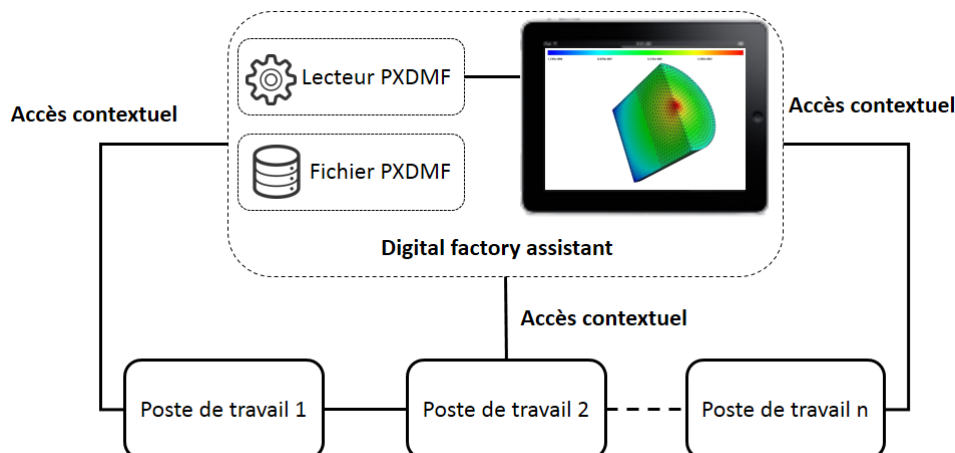 Lecteur PXDMF
Accès contextuel
Accès contextuel
Fichier PXDMF
Digital factory assistant
Accès contextuel
Poste de travail 1
Poste de travail 2
Poste de travail n